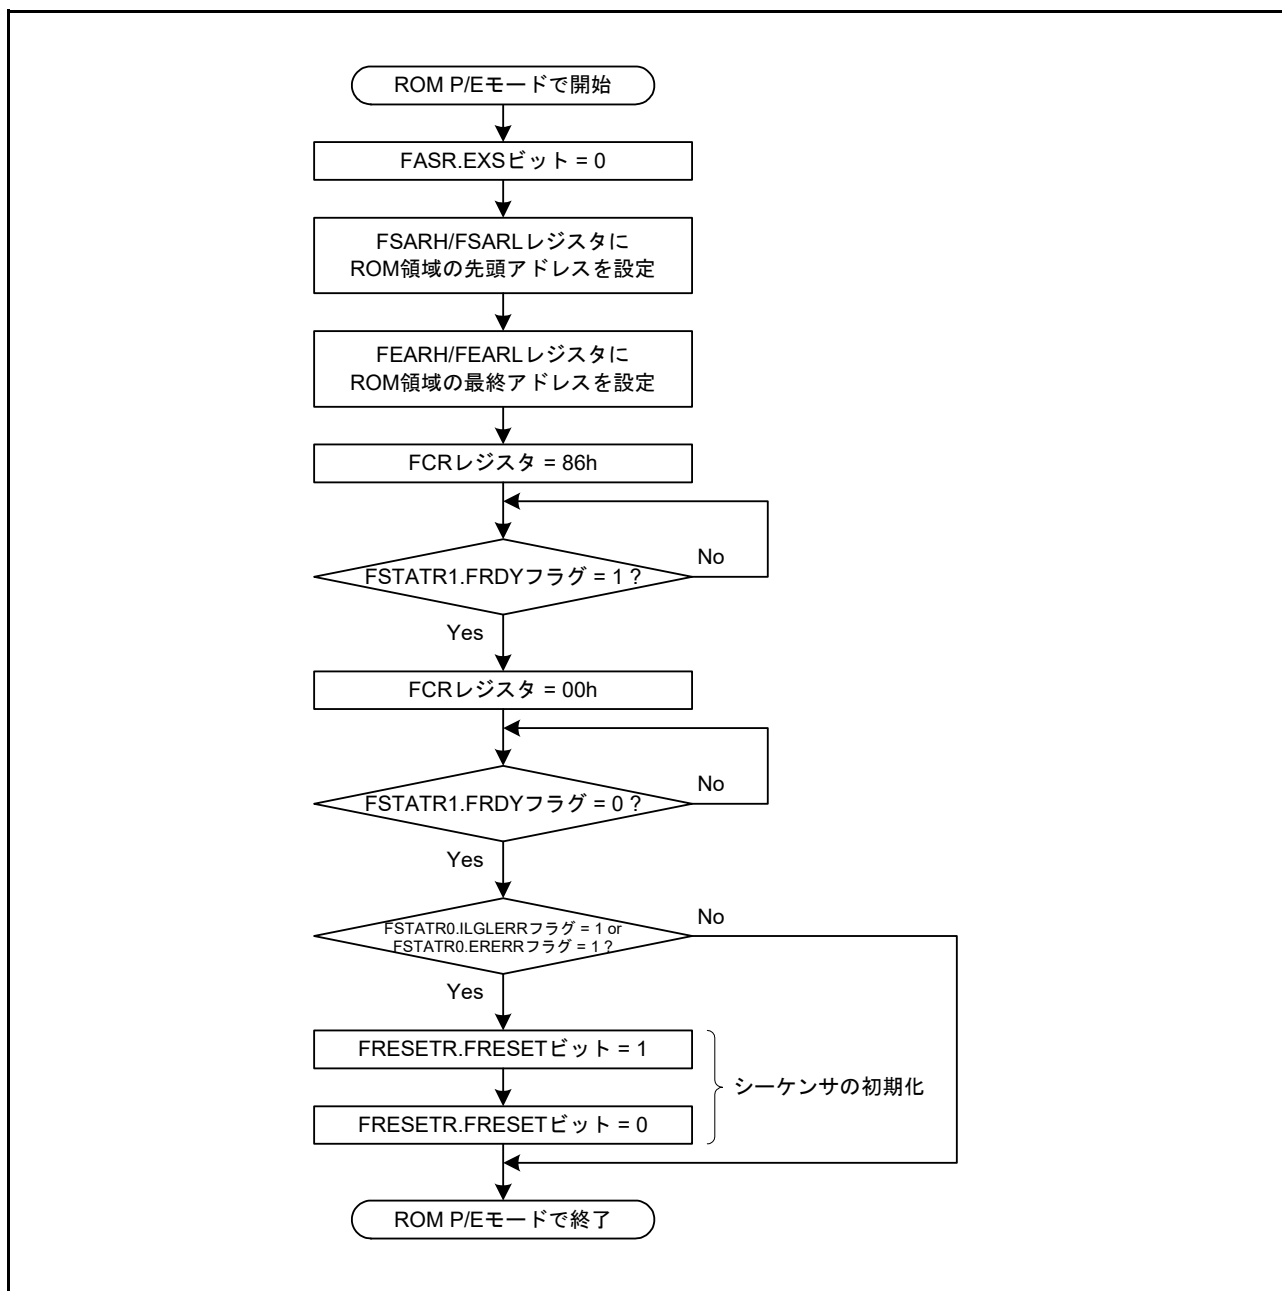 ROM P/Eモードで開始
FASR.EXSビット = 0
FSARH/FSARLレジスタに
ROM領域の先頭アドレスを設定
FEARH/FEARLレジスタに
ROM領域の最終アドレスを設定
FCRレジスタ = 86h
No
FSTATR1.FRDYフラグ = 1 ?
Yes
FCRレジスタ = 00h
No
FSTATR1.FRDYフラグ = 0 ?
Yes
No
FSTATR0.ILGLERRフラグ = 1 or
FSTATR0.ERERRフラグ = 1 ?
Yes
FRESETR.FRESETビット = 1
シーケンサの初期化
FRESETR.FRESETビット = 0
ROM P/Eモードで終了